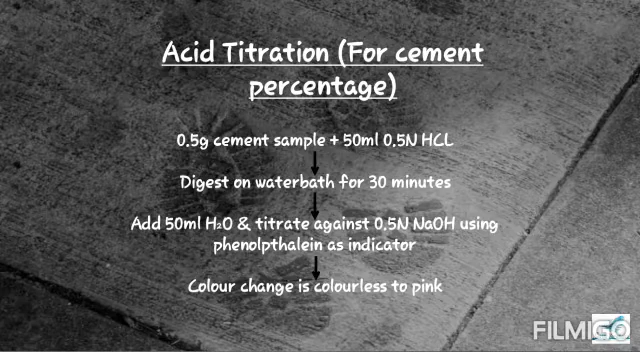 Acid Titration (For cement
percentage)
0.5g cement sample + 50ml 0.5N HCL
Digest on waterbath for 30 minutes
Add 50ml H₂O & titrate against 0.5N NaOH using
phenolpthalein as indicator
Colour change is colourless to pink
FILMIGO